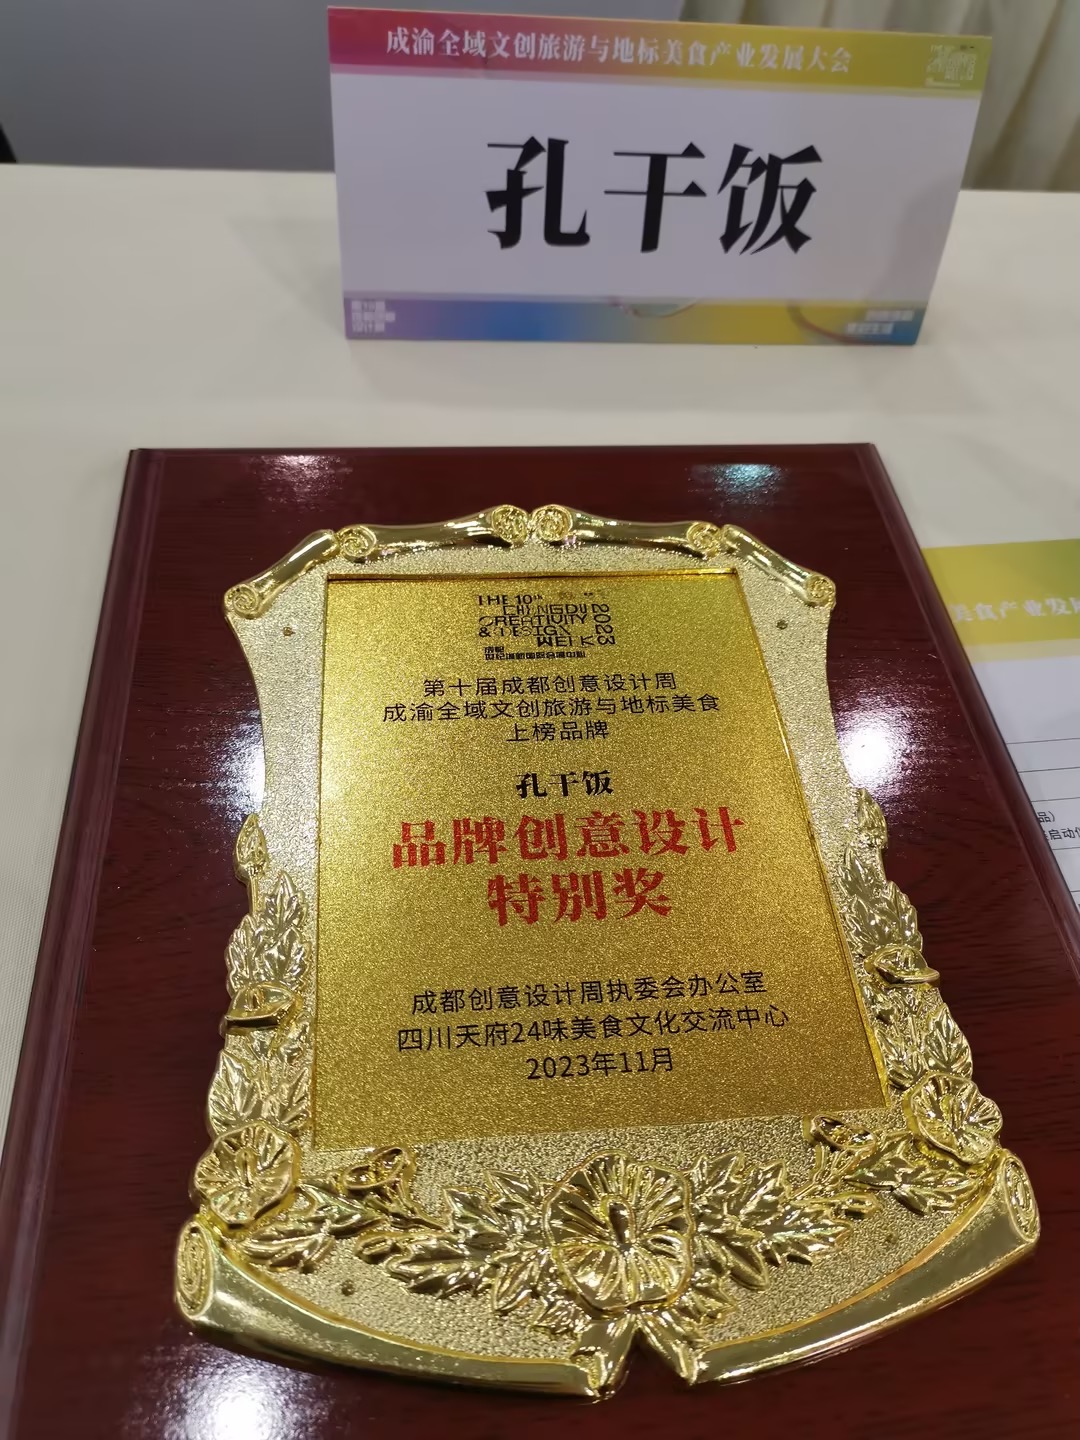 成渝全域文创旅游与地标美食产业发展大会
孔干饭
THE 10th
CHENGDU
CREATIVITY
& DESIGN
WEEK
2023
第十届成都创意设计周
成渝全域文创旅游与地标美食
上榜品牌
孔干饭
品牌创意设计
特别奖
成都创意设计周执委会办公室
四川天府24味美食文化交流中心
2023年11月
美食产业发展
品)
启动